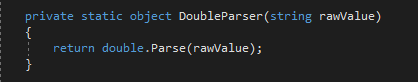 private static object DoubleParser(string rawValue)
{
    return double.Parse(rawValue);
}